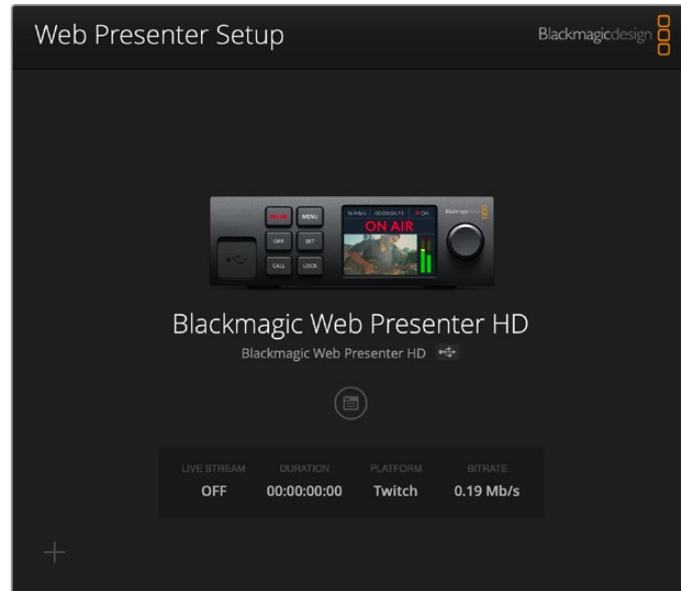 Web Presenter Setup
Blackmagicdesign
ON AIR
MENU
OFF
SET
CALL
LOCK
ON AIR
Blackmagic Web Presenter HD
Blackmagic Web Presenter HD
LIVE STREAM DURATION PLATFORM BITRATE
OFF 00:00:00:00 Twitch 0.19 Mb/s